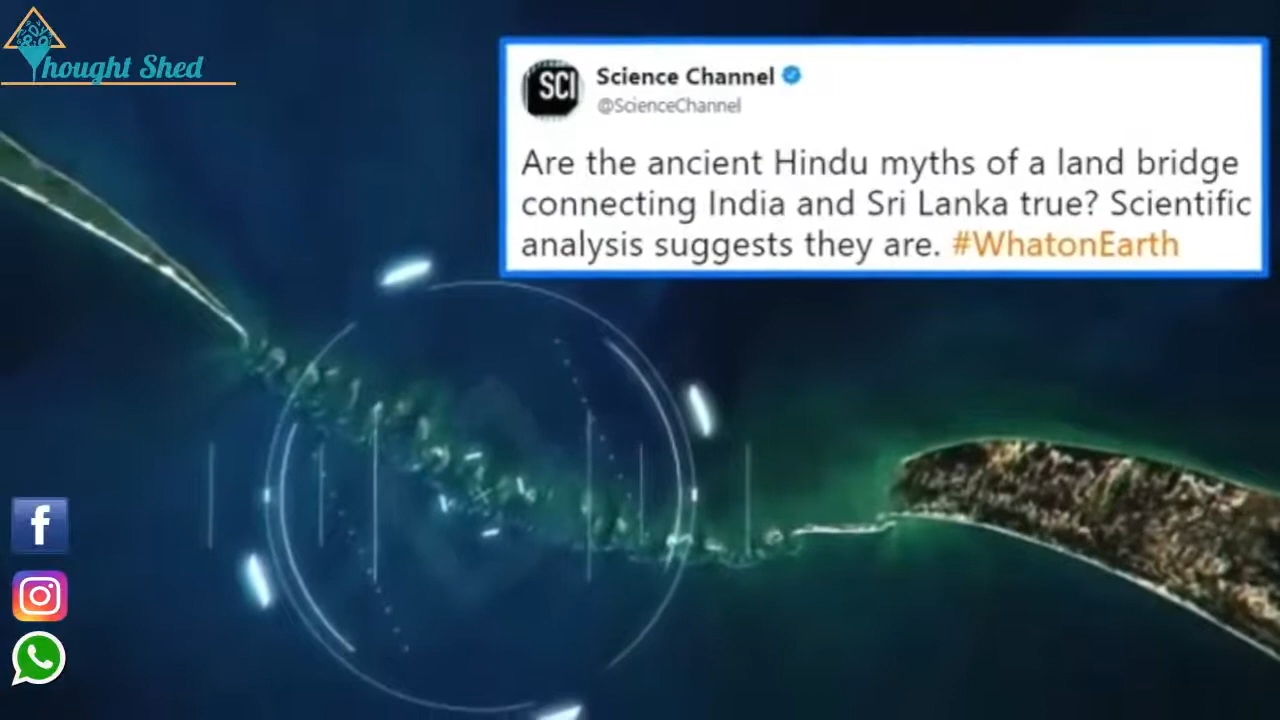 Thought Shed
SCI
Science Channel
@ScienceChannel
Are the ancient Hindu myths of a land bridge
connecting India and Sri Lanka true? Scientific
analysis suggests they are. #WhatonEarth
f